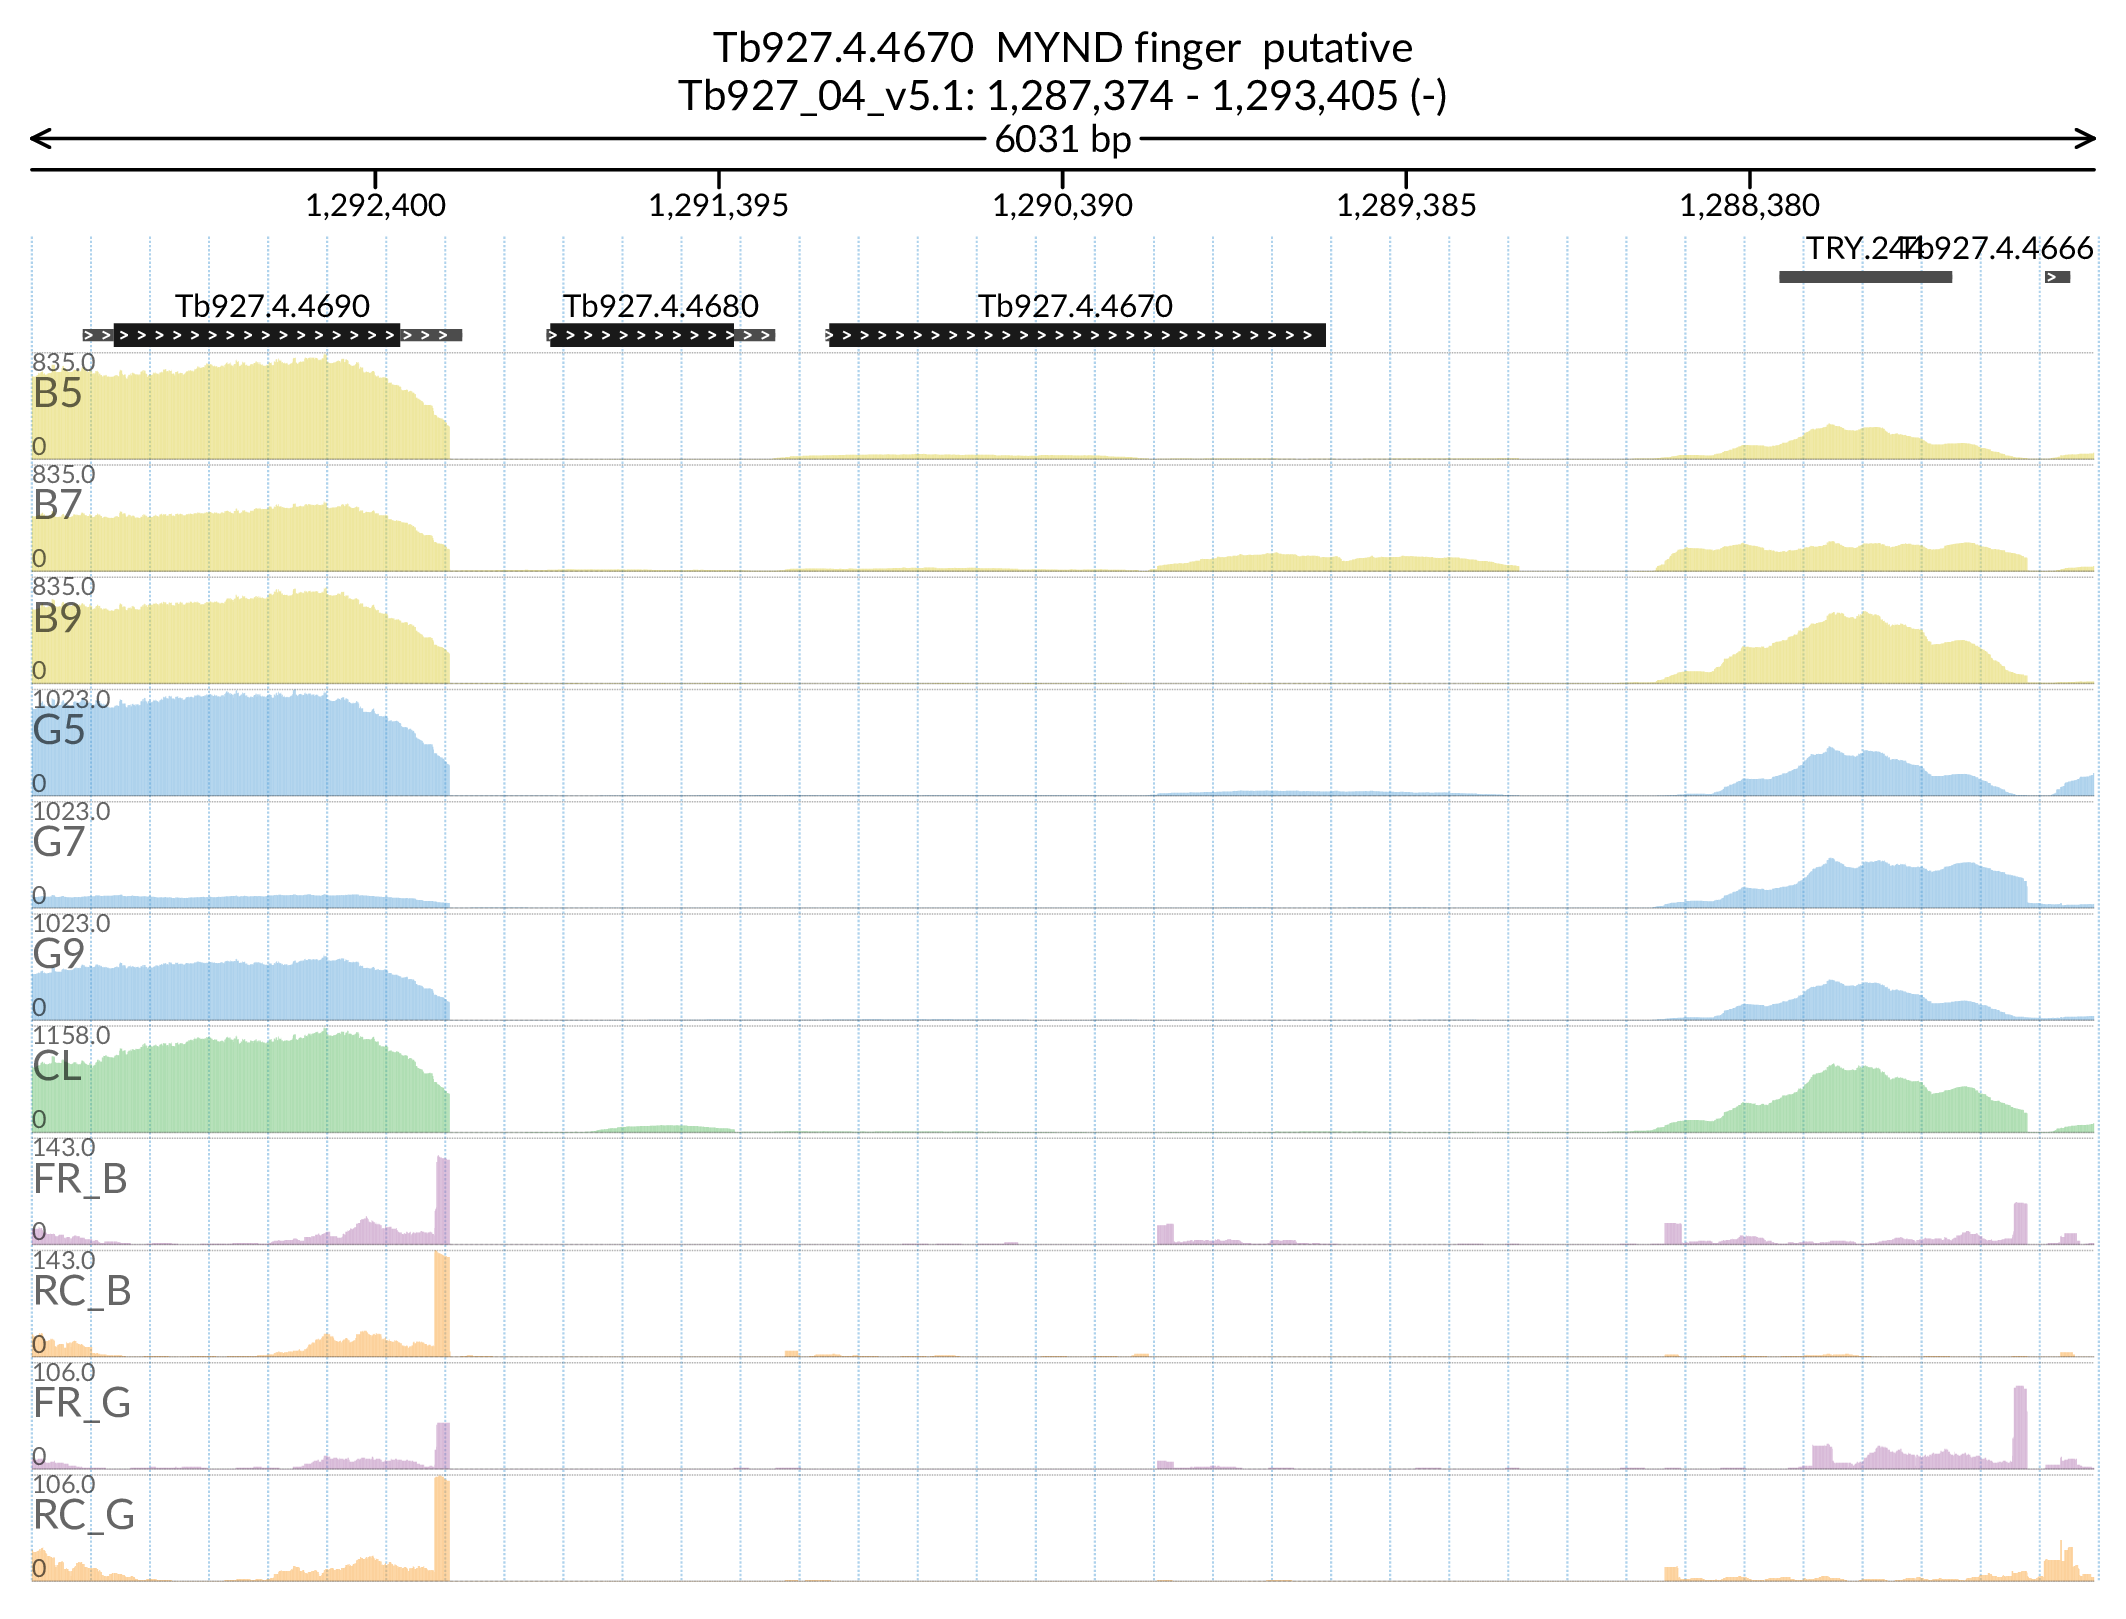 Tb927.4.4670 MYND finger putative
Tb927_04_v5.1: 1,287,374 - 1,293,405 (-)
6031 bp
1,292,400 1,291,395 1,290,390 1,289,385 1,288,380
TRY.244 Tb927.4.4666
Tb927.4.4690 Tb927.4.4680 Tb927.4.4670
835.0
B5
0
835.0
B7
0
835.0
B9
0
1023.0
G5
0
1023.0
G7
0
1023.0
G9
0
1158.0
CL
0
143.0
FR_B
0
143.0
RC_B
0
106.0
FR_G
0
106.0
RC_G
0